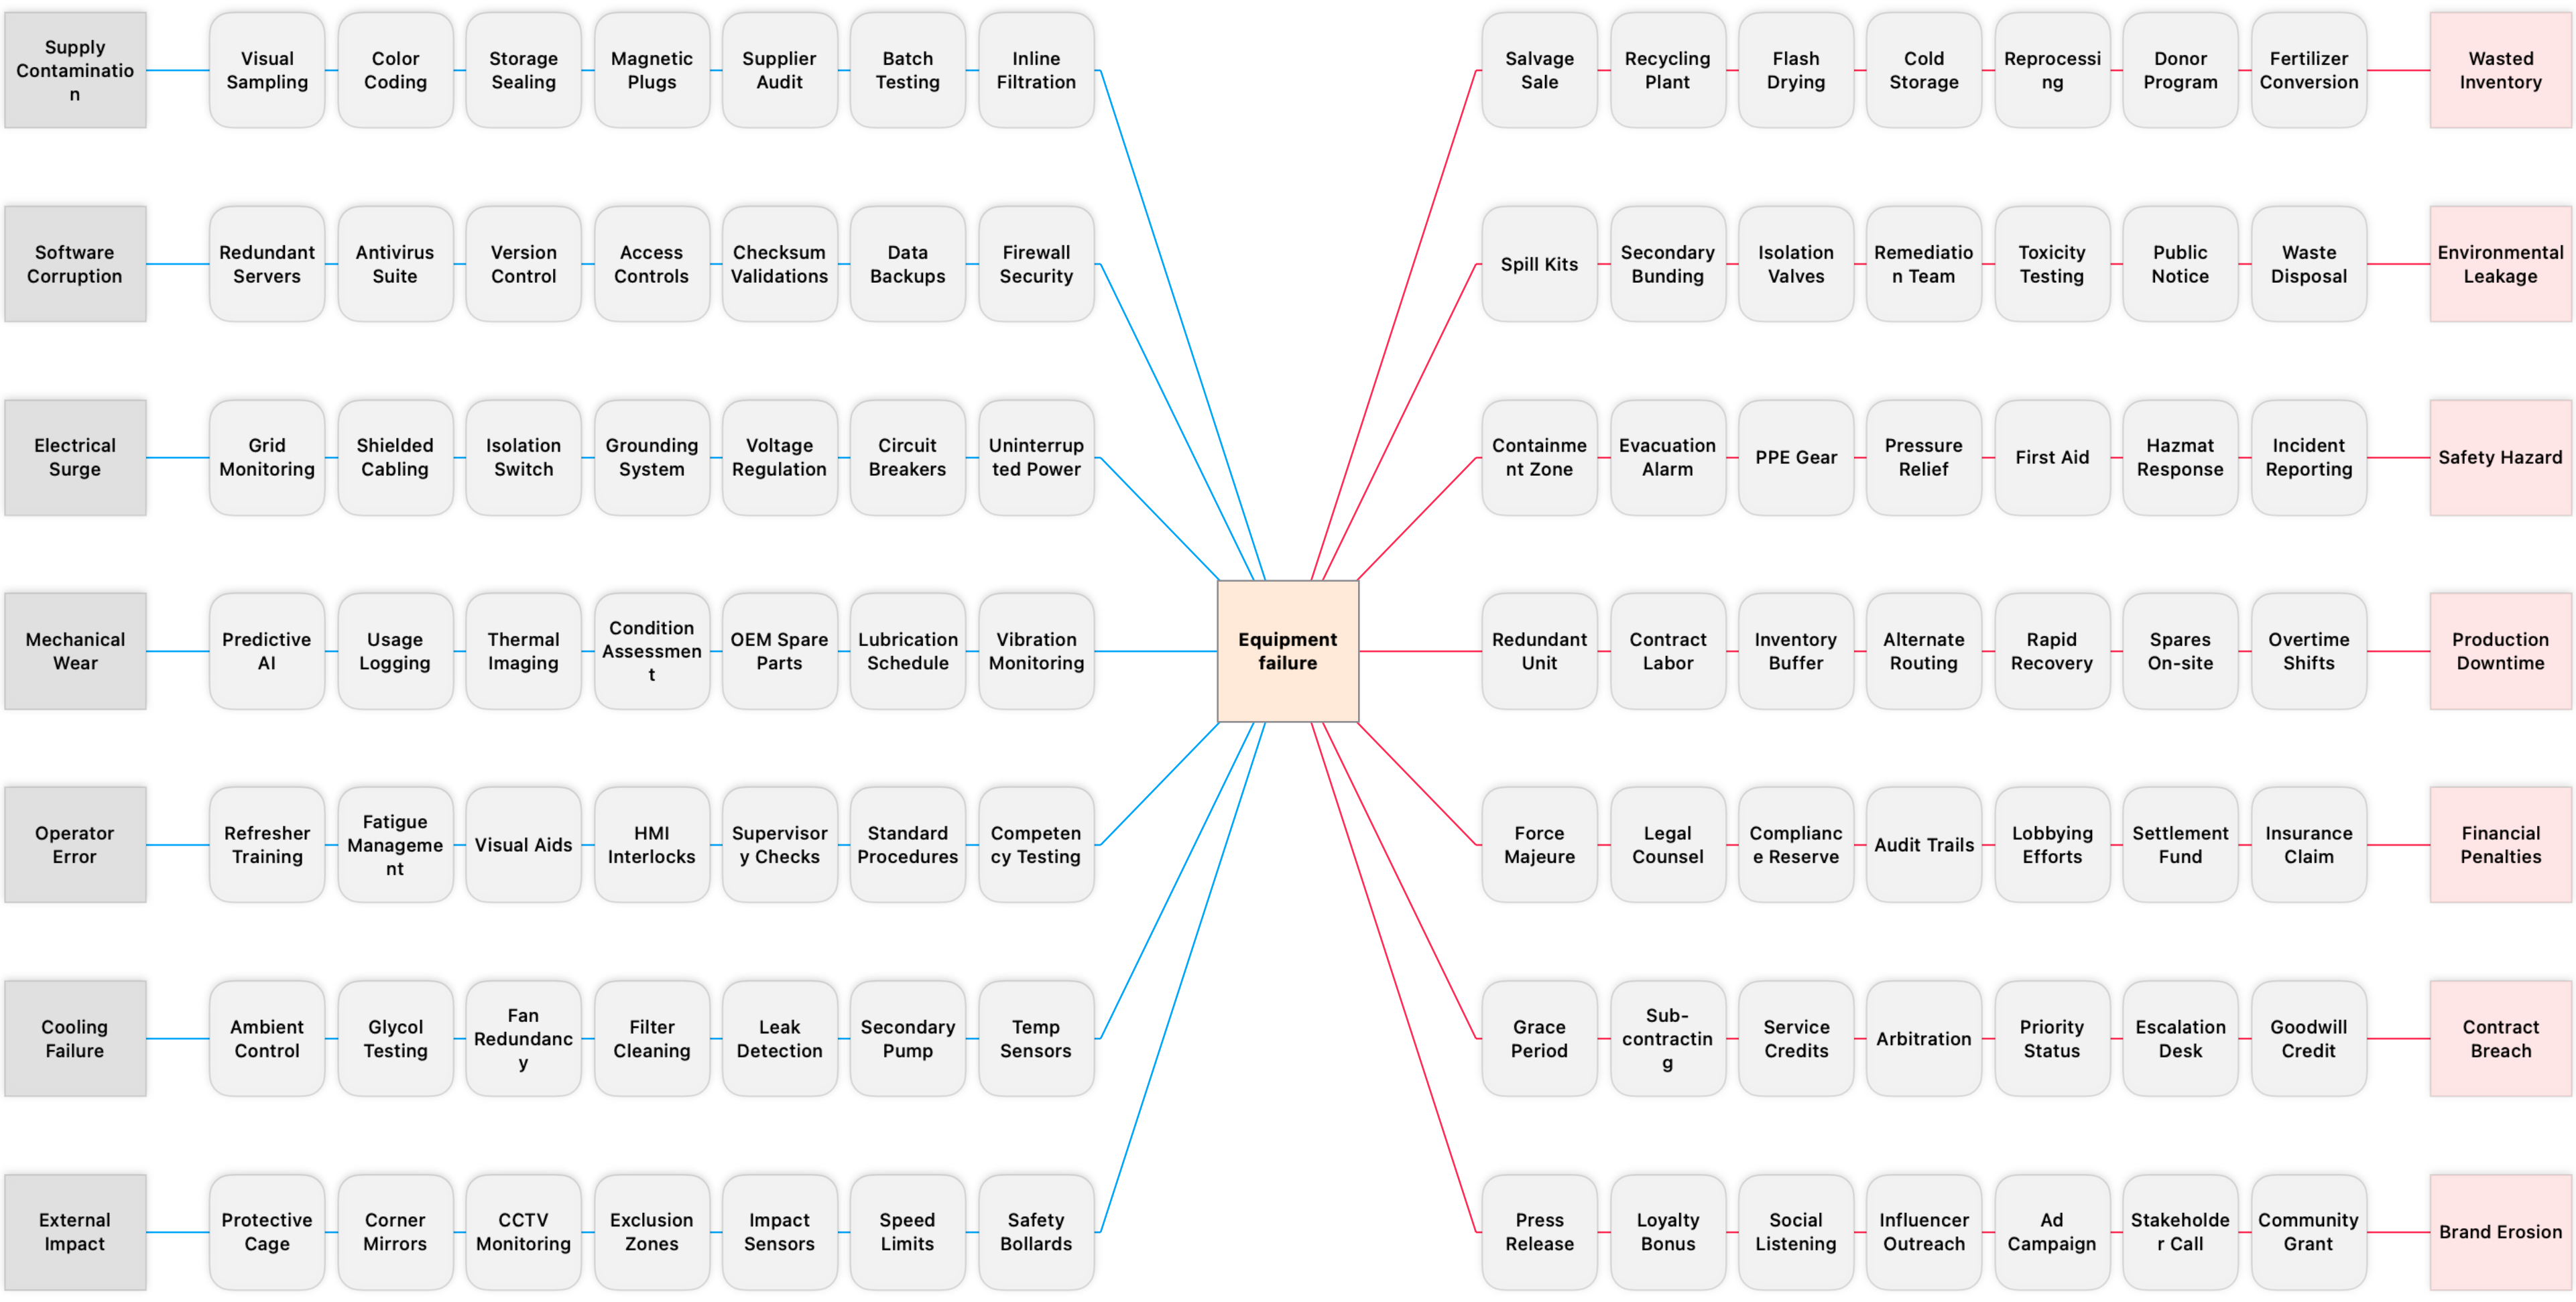 Supply
Contaminatio
n
Visual
Sampling
Color
Coding
Storage
Sealing
Magnetic
Plugs
Supplier
Audit
Batch
Testing
Inline
Filtration
Salvage
Sale
Recycling
Plant
Flash
Drying
Cold
Storage
Reprocessi
ng
Donor
Program
Fertilizer
Conversion
Wasted
Inventory
Software
Corruption
Redundant
Servers
Antivirus
Suite
Version
Control
Access
Controls
Checksum
Validations
Data
Backups
Firewall
Security
Spill Kits
Secondary
Bunding
Isolation
Valves
Remediatio
n Team
Toxicity
Testing
Public
Notice
Waste
Disposal
Environmental
Leakage
Electrical
Surge
Grid
Monitoring
Shielded
Cabling
Isolation
Switch
Grounding
System
Voltage
Regulation
Circuit
Breakers
Uninterrup
ted Power
Containme
nt Zone
Evacuation
Alarm
PPE Gear
Pressure
Relief
First Aid
Hazmat
Response
Incident
Reporting
Safety Hazard
Mechanical
Wear
Predictive
AI
Usage
Logging
Thermal
Imaging
Condition
Assessmen
t
OEM Spare
Parts
Lubrication
Schedule
Vibration
Monitoring
Equipment
failure
Redundant
Unit
Contract
Labor
Inventory
Buffer
Alternate
Routing
Rapid
Recovery
Spares
On-site
Overtime
Shifts
Production
Downtime
Operator
Error
Refresher
Training
Fatigue
Manageme
nt
Visual Aids
HMI
Interlocks
Supervisor
y Checks
Standard
Procedures
Competen
cy Testing
Force
Majeure
Legal
Counsel
Complianc
e Reserve
Audit Trails
Lobbying
Efforts
Settlement
Fund
Insurance
Claim
Financial
Penalties
Cooling
Failure
Ambient
Control
Glycol
Testing
Fan
Redundanc
y
Filter
Cleaning
Leak
Detection
Secondary
Pump
Temp
Sensors
Grace
Period
Sub-
contractin
g
Service
Credits
Arbitration
Priority
Status
Escalation
Desk
Goodwill
Credit
Contract
Breach
External
Impact
Protective
Cage
Corner
Mirrors
CCTV
Monitoring
Exclusion
Zones
Impact
Sensors
Speed
Limits
Safety
Bollards
Press
Release
Loyalty
Bonus
Social
Listening
Influencer
Outreach
Ad
Campaign
Stakeholde
r Call
Community
Grant
Brand Erosion